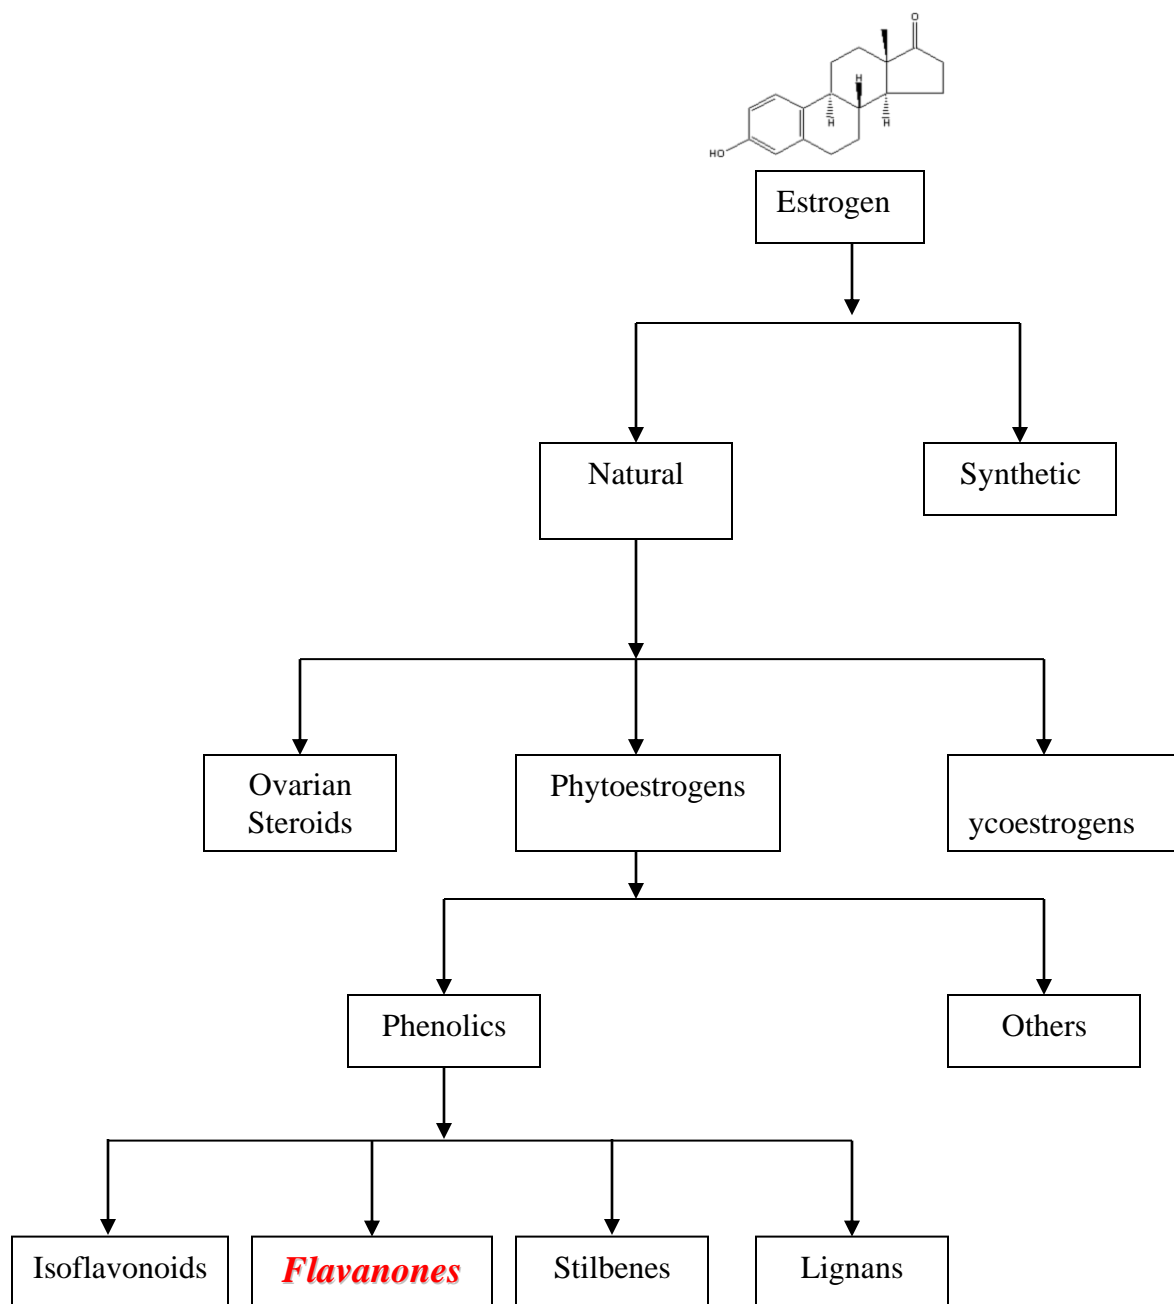 O
H
H
H
HO
Estrogen
Natural
Synthetic
Ovarian
Steroids
Phytoestrogens
ycoestrogens
Phenolics
Others
Isoflavonoids
Flavanones
Stilbenes
Lignans